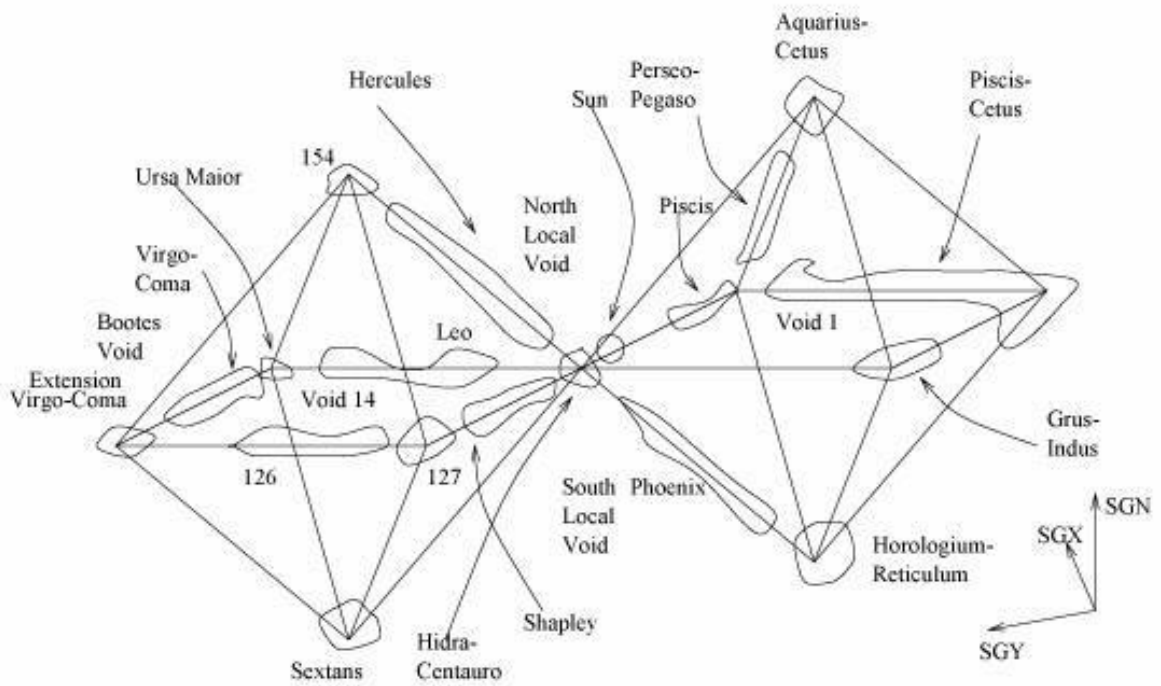 Aquarius-
Cetus
Perseo-
Pegaso
Piscis-
Cetus
Hercules
Sun
154
Ursa Maior
North
Local
Void
Piscis
Virgo-
Coma
Bootes
Void
Leo
Void 1
Extension
Virgo-Coma
Void 14
Grus-
Indus
126
127
South Phoenix
Local
Void
SGN
SGX
SGY
Horologium-
Reticulum
Shapley
Hidra-
Centauro
Sextans